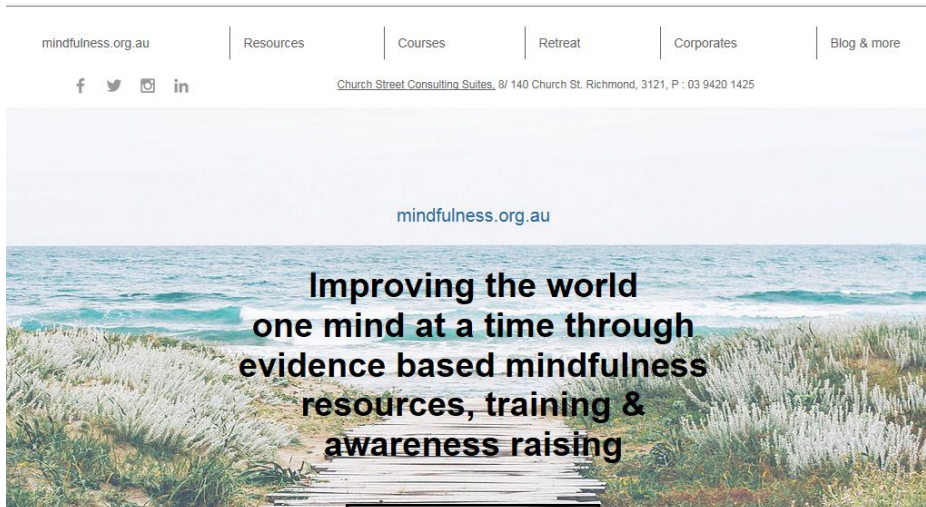 mindfulness.org.au
Resources
Courses
Retreat
Corporates
Blog & more
Church Street Consulting Suites, 8/ 140 Church St. Richmond, 3121, P : 03 9420 1425
mindfulness.org.au
Improving the world
one mind at a time through
evidence based mindfulness
resources, training &
awareness raising